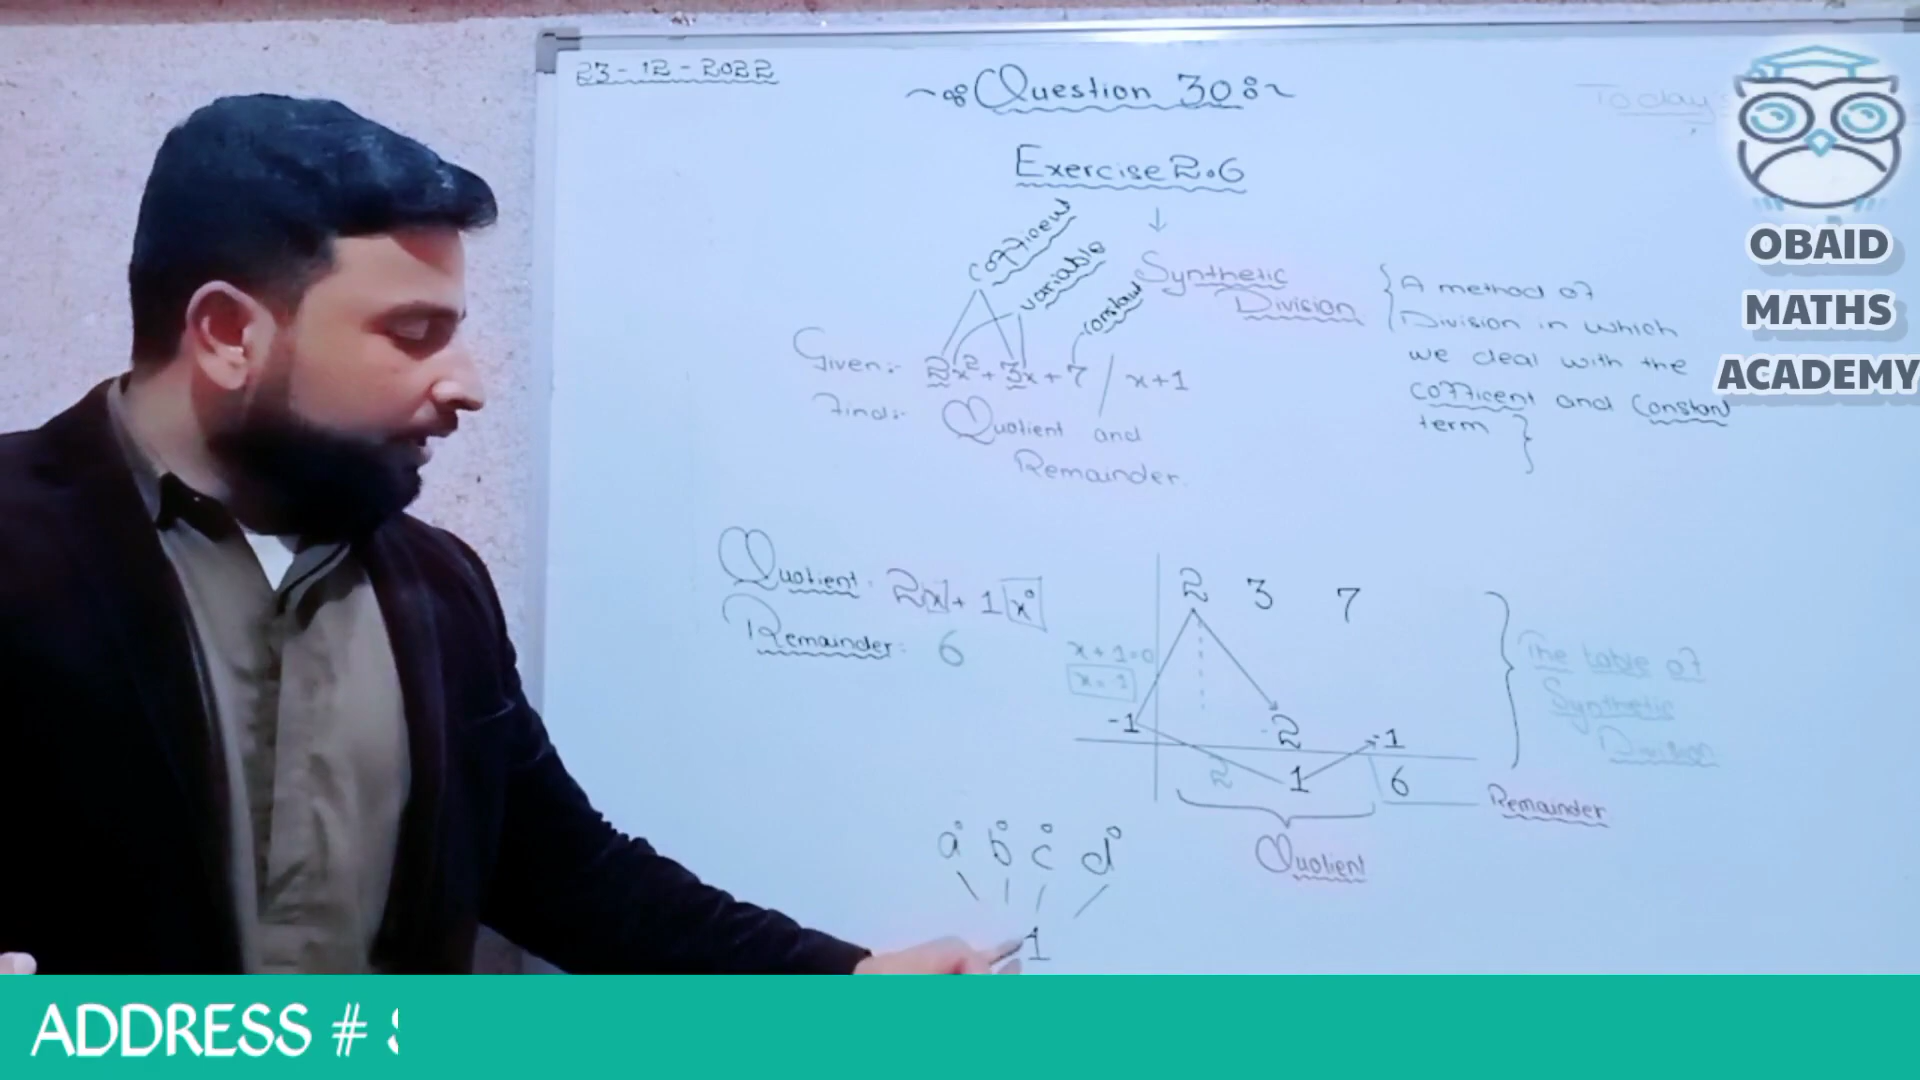 23-12-2022
Question 30:
Today
Exercise 2.6
↓
Cofficent
variable
Constant
Synthetic
Division
{ A method of
Division in which
we deal with the
Cofficent and Constant
term }
Given:- 2x² + 3x + 7 / x+1
Find:- Quotient and
Remainder.
Quotient: 2x + 1 x°
Remainder: 6
2 3 7
x+1=0
x=-1
-1 -2 -1
2 1 6
Remainder
Quotient
The table of
Synthetic
Division
a° b° c° d°
1
OBAID
MATHS
ACADEMY
ADDRESS #